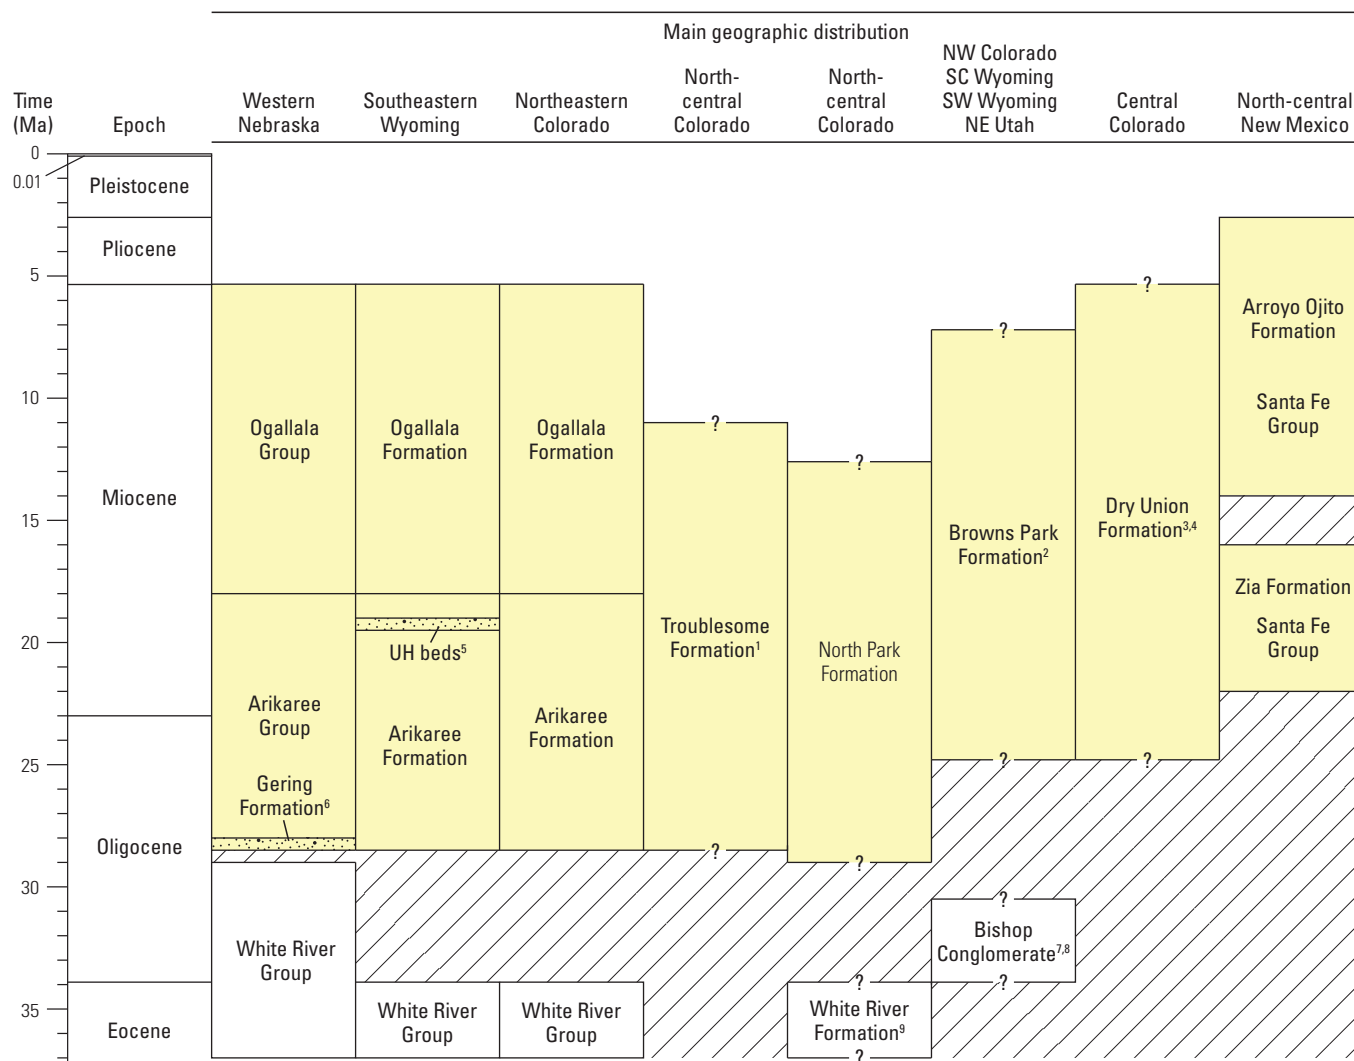 Main geographic distribution
Time
(Ma)
Epoch
Western
Nebraska
Southeastern
Wyoming
Northeastern
Colorado
North-
central
Colorado
North-
central
Colorado
NW Colorado
SC Wyoming
SW Wyoming
NE Utah
Central
Colorado
North-central
New Mexico
0
0.01
5
10
15
20
25
30
35
Pleistocene
Pliocene
Miocene
Oligocene
Eocene
Ogallala
Group
Arikaree
Group
Gering
Formation⁶
White River
Group
Ogallala
Formation
UH beds⁵
Arikaree
Formation
White River
Group
Ogallala
Formation
Arikaree
Formation
White River
Group
?
Troublesome
Formation¹
?
?
North Park
Formation
?
?
White River
Formation⁹
?
?
Browns Park
Formation²
?
?
Bishop
Conglomerate⁷,⁸
?
?
Dry Union
Formation³,⁴
?
Arroyo Ojito
Formation
Santa Fe
Group
Zia Formation
Santa Fe
Group